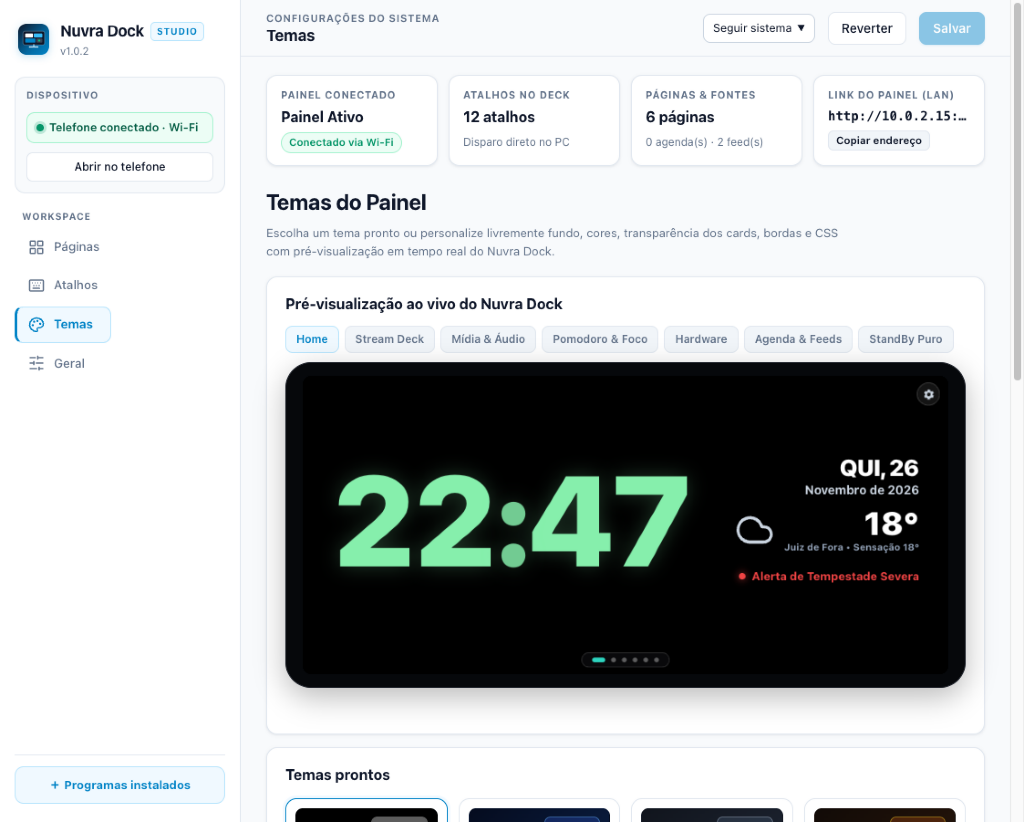 Nuvra Dock STUDIO
v1.0.2
DISPOSITIVO
Telefone conectado · Wi-Fi
Abrir no telefone
WORKSPACE
Páginas
Atalhos
Temas
Geral
+ Programas instalados
CONFIGURAÇÕES DO SISTEMA
Temas
Seguir sistema ▼
Reverter
Salvar
PAINEL CONECTADO
Painel Ativo
Conectado via Wi-Fi
ATALHOS NO DECK
12 atalhos
Disparo direto no PC
PÁGINAS & FONTES
6 páginas
0 agenda(s) · 2 feed(s)
LINK DO PAINEL (LAN)
http://10.0.2.15:…
Copiar endereço
Temas do Painel
Escolha um tema pronto ou personalize livremente fundo, cores, transparência dos cards, bordas e CSS
com pré-visualização em tempo real do Nuvra Dock.
Pré-visualização ao vivo do Nuvra Dock
Home
Stream Deck
Mídia & Áudio
Pomodoro & Foco
Hardware
Agenda & Feeds
StandBy Puro
22:47
QUI, 26
Novembro de 2026
18°
Juiz de Fora • Sensação 18°
Alerta de Tempestade Severa
Temas prontos